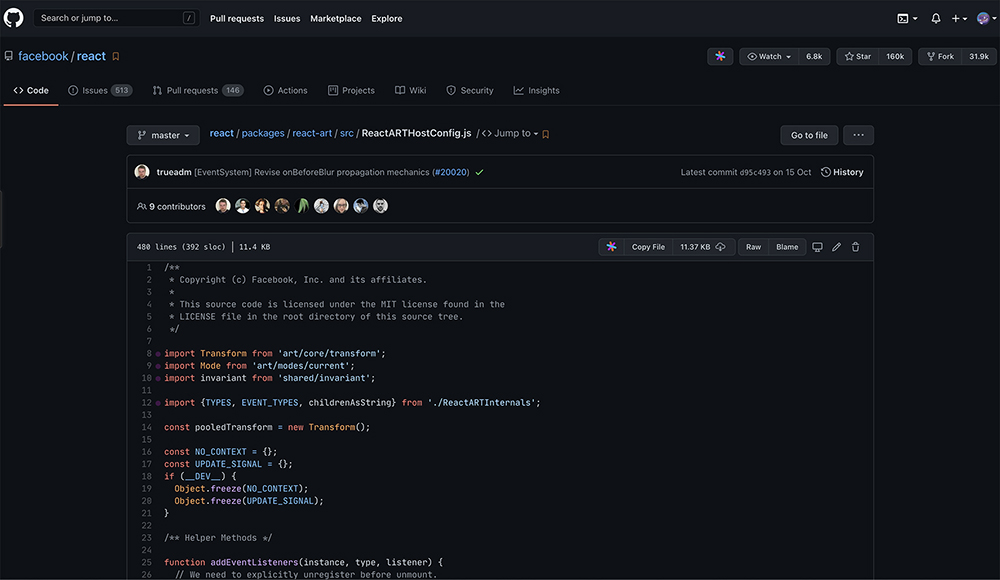 Search or jump to... /
Pull requests Issues Marketplace Explore
facebook / react
Watch 6.8k Star 160k Fork 31.9k
Code Issues 513 Pull requests 146 Actions Projects Wiki Security Insights
master react / packages / react-art / src / ReactARTHostConfig.js / <> Jump to Go to file ...
trueadm [EventSystem] Revise onBeforeBlur propagation mechanics (#20020) Latest commit d95c493 on 15 Oct History
9 contributors
480 lines (392 sloc) | 11.4 KB Copy File 11.37 KB Raw Blame
1 /**
2 * Copyright (c) Facebook, Inc. and its affiliates.
3 *
4 * This source code is licensed under the MIT license found in the
5 * LICENSE file in the root directory of this source tree.
6 */
7
8 import Transform from 'art/core/transform';
9 import Mode from 'art/modes/current';
10 import invariant from 'shared/invariant';
11
12 import {TYPES, EVENT_TYPES, childrenAsString} from './ReactARTInternals';
13
14 const pooledTransform = new Transform();
15
16 const NO_CONTEXT = {};
17 const UPDATE_SIGNAL = {};
18 if (__DEV__) {
19 Object.freeze(NO_CONTEXT);
20 Object.freeze(UPDATE_SIGNAL);
21 }
22
23 /** Helper Methods */
24
25 function addEventListeners(instance, type, listener) {
26 // We need to explicitly unregister before unmount.